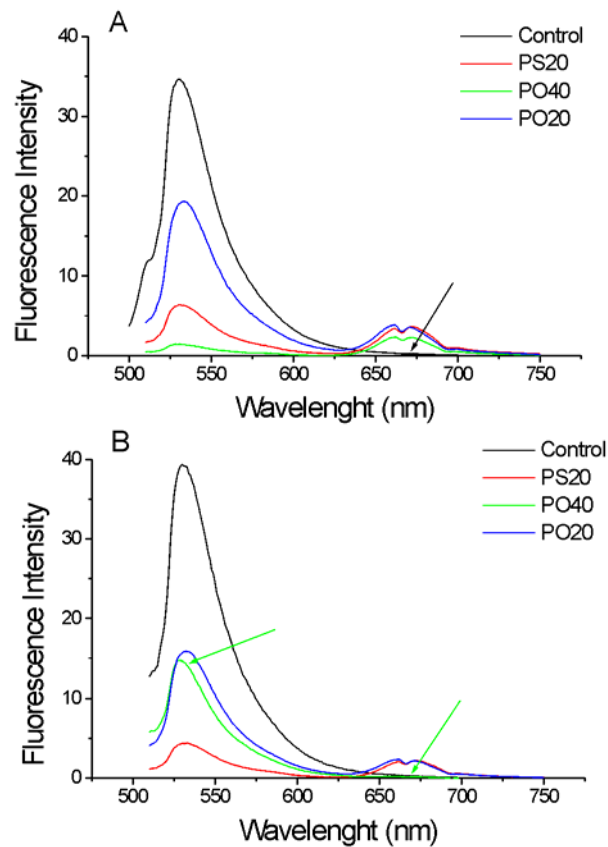 A
Control
PS20
PO40
PO20
Fluorescence Intensity
40
30
20
10
0
500 550 600 650 700 750
Wavelenght (nm)
B
Control
PS20
PO40
PO20
Fluorescence Intensity
40
30
20
10
0
500 550 600 650 700 750
Wavelenght (nm)